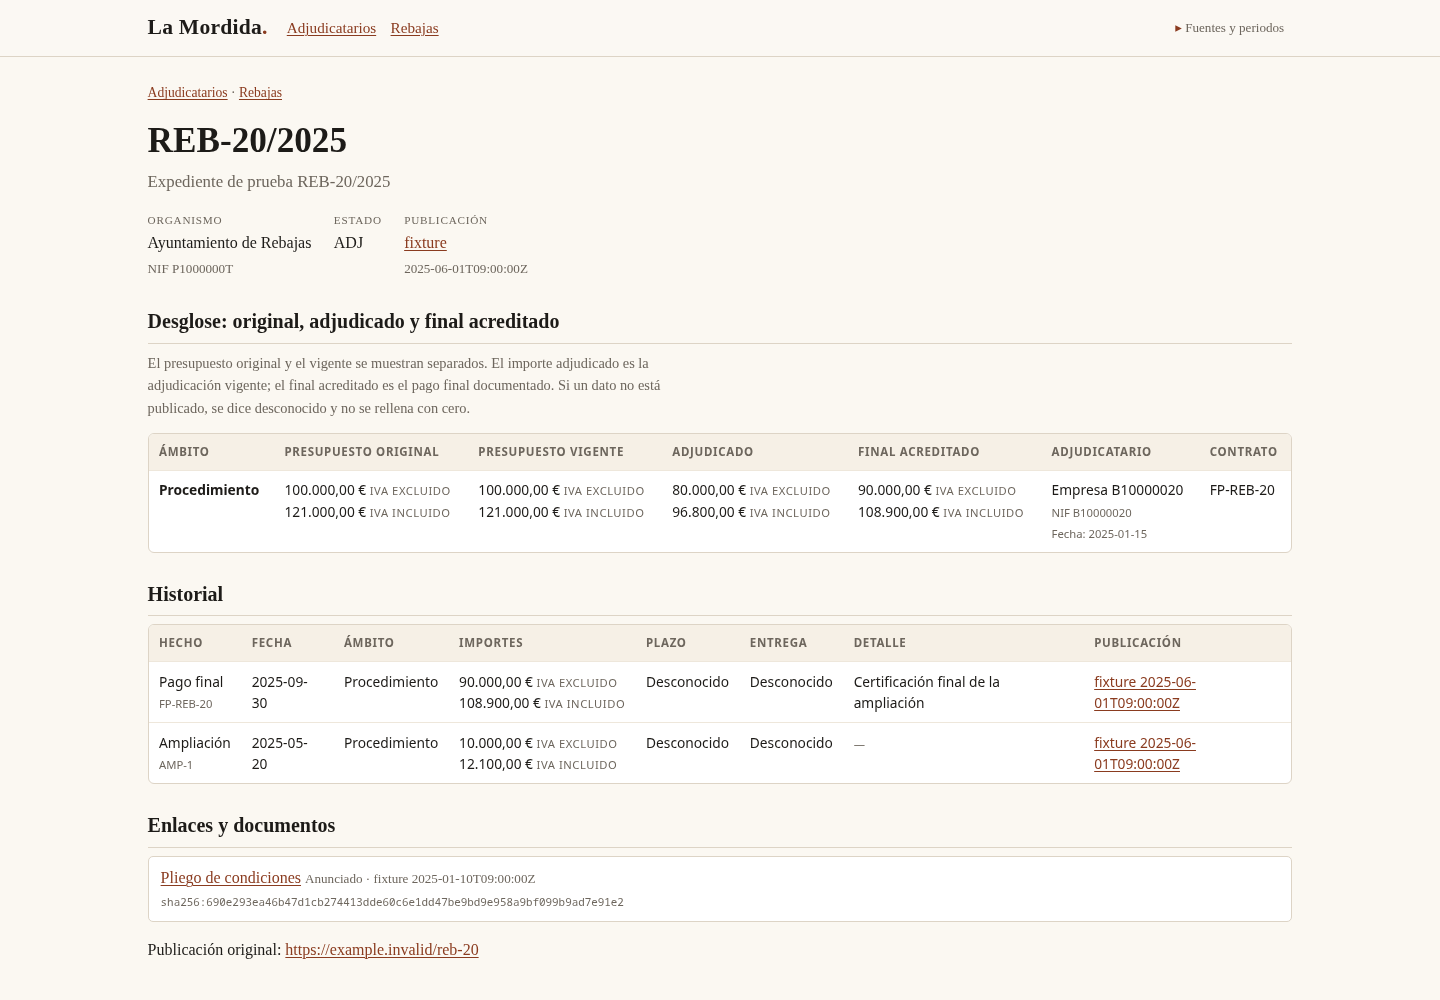 La Mordida. Adjudicatarios Rebajas ▸ Fuentes y periodos
Adjudicatarios · Rebajas
REB-20/2025
Expediente de prueba REB-20/2025
ORGANISMO ESTADO PUBLICACIÓN
Ayuntamiento de Rebajas ADJ fixture
NIF P1000000T 2025-06-01T09:00:00Z
Desglose: original, adjudicado y final acreditado
El presupuesto original y el vigente se muestran separados. El importe adjudicado es la
adjudicación vigente; el final acreditado es el pago final documentado. Si un dato no está
publicado, se dice desconocido y no se rellena con cero.
ÁMBITO PRESUPUESTO ORIGINAL PRESUPUESTO VIGENTE ADJUDICADO FINAL ACREDITADO ADJUDICATARIO CONTRATO
Procedimiento 100.000,00 € IVA EXCLUIDO 100.000,00 € IVA EXCLUIDO 80.000,00 € IVA EXCLUIDO 90.000,00 € IVA EXCLUIDO Empresa B10000020 FP-REB-20
121.000,00 € IVA INCLUIDO 121.000,00 € IVA INCLUIDO 96.800,00 € IVA INCLUIDO 108.900,00 € IVA INCLUIDO NIF B10000020
Fecha: 2025-01-15
Historial
HECHO FECHA ÁMBITO IMPORTES PLAZO ENTREGA DETALLE PUBLICACIÓN
Pago final 2025-09- Procedimiento 90.000,00 € IVA EXCLUIDO Desconocido Desconocido Certificación final de la fixture 2025-06-
FP-REB-20 30 108.900,00 € IVA INCLUIDO ampliación 01T09:00:00Z
Ampliación 2025-05- Procedimiento 10.000,00 € IVA EXCLUIDO Desconocido Desconocido — fixture 2025-06-
AMP-1 20 12.100,00 € IVA INCLUIDO 01T09:00:00Z
Enlaces y documentos
Pliego de condiciones Anunciado · fixture 2025-01-10T09:00:00Z
sha256:690e293ea46b47d1cb274413dde60c6e1dd47be9bd9e958a9bf099b9ad7e91e2
Publicación original: https://example.invalid/reb-20